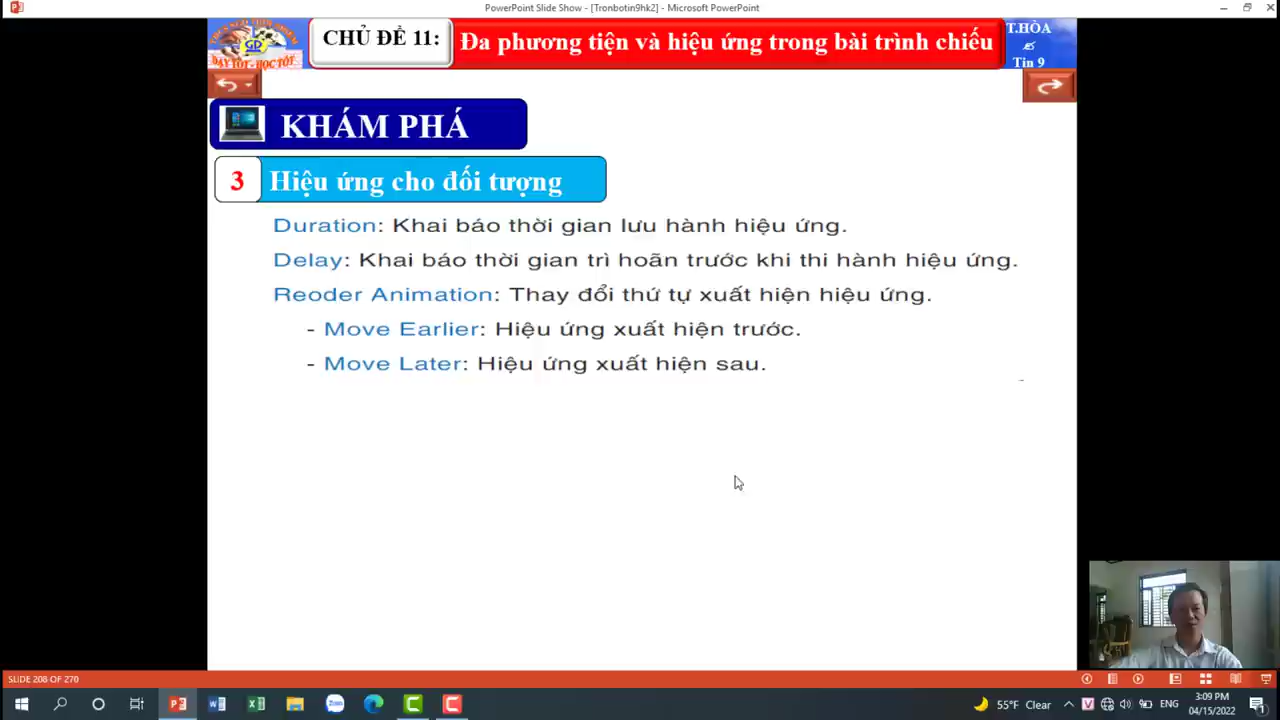 PowerPoint Slide Show - [Tronbotin9hk2] - Microsoft PowerPoint
CHỦ ĐỀ 11:
Đa phương tiện và hiệu ứng trong bài trình chiếu
T.HÒA
Tin 9
DẠY TỐT - HỌC TỐT
KHÁM PHÁ
3 Hiệu ứng cho đối tượng
Duration: Khai báo thời gian lưu hành hiệu ứng.
Delay: Khai báo thời gian trì hoãn trước khi thi hành hiệu ứng.
Reoder Animation: Thay đổi thứ tự xuất hiện hiệu ứng.
- Move Earlier: Hiệu ứng xuất hiện trước.
- Move Later: Hiệu ứng xuất hiện sau.
SLIDE 208 OF 270
55°F Clear
ENG
3:09 PM
04/15/2022